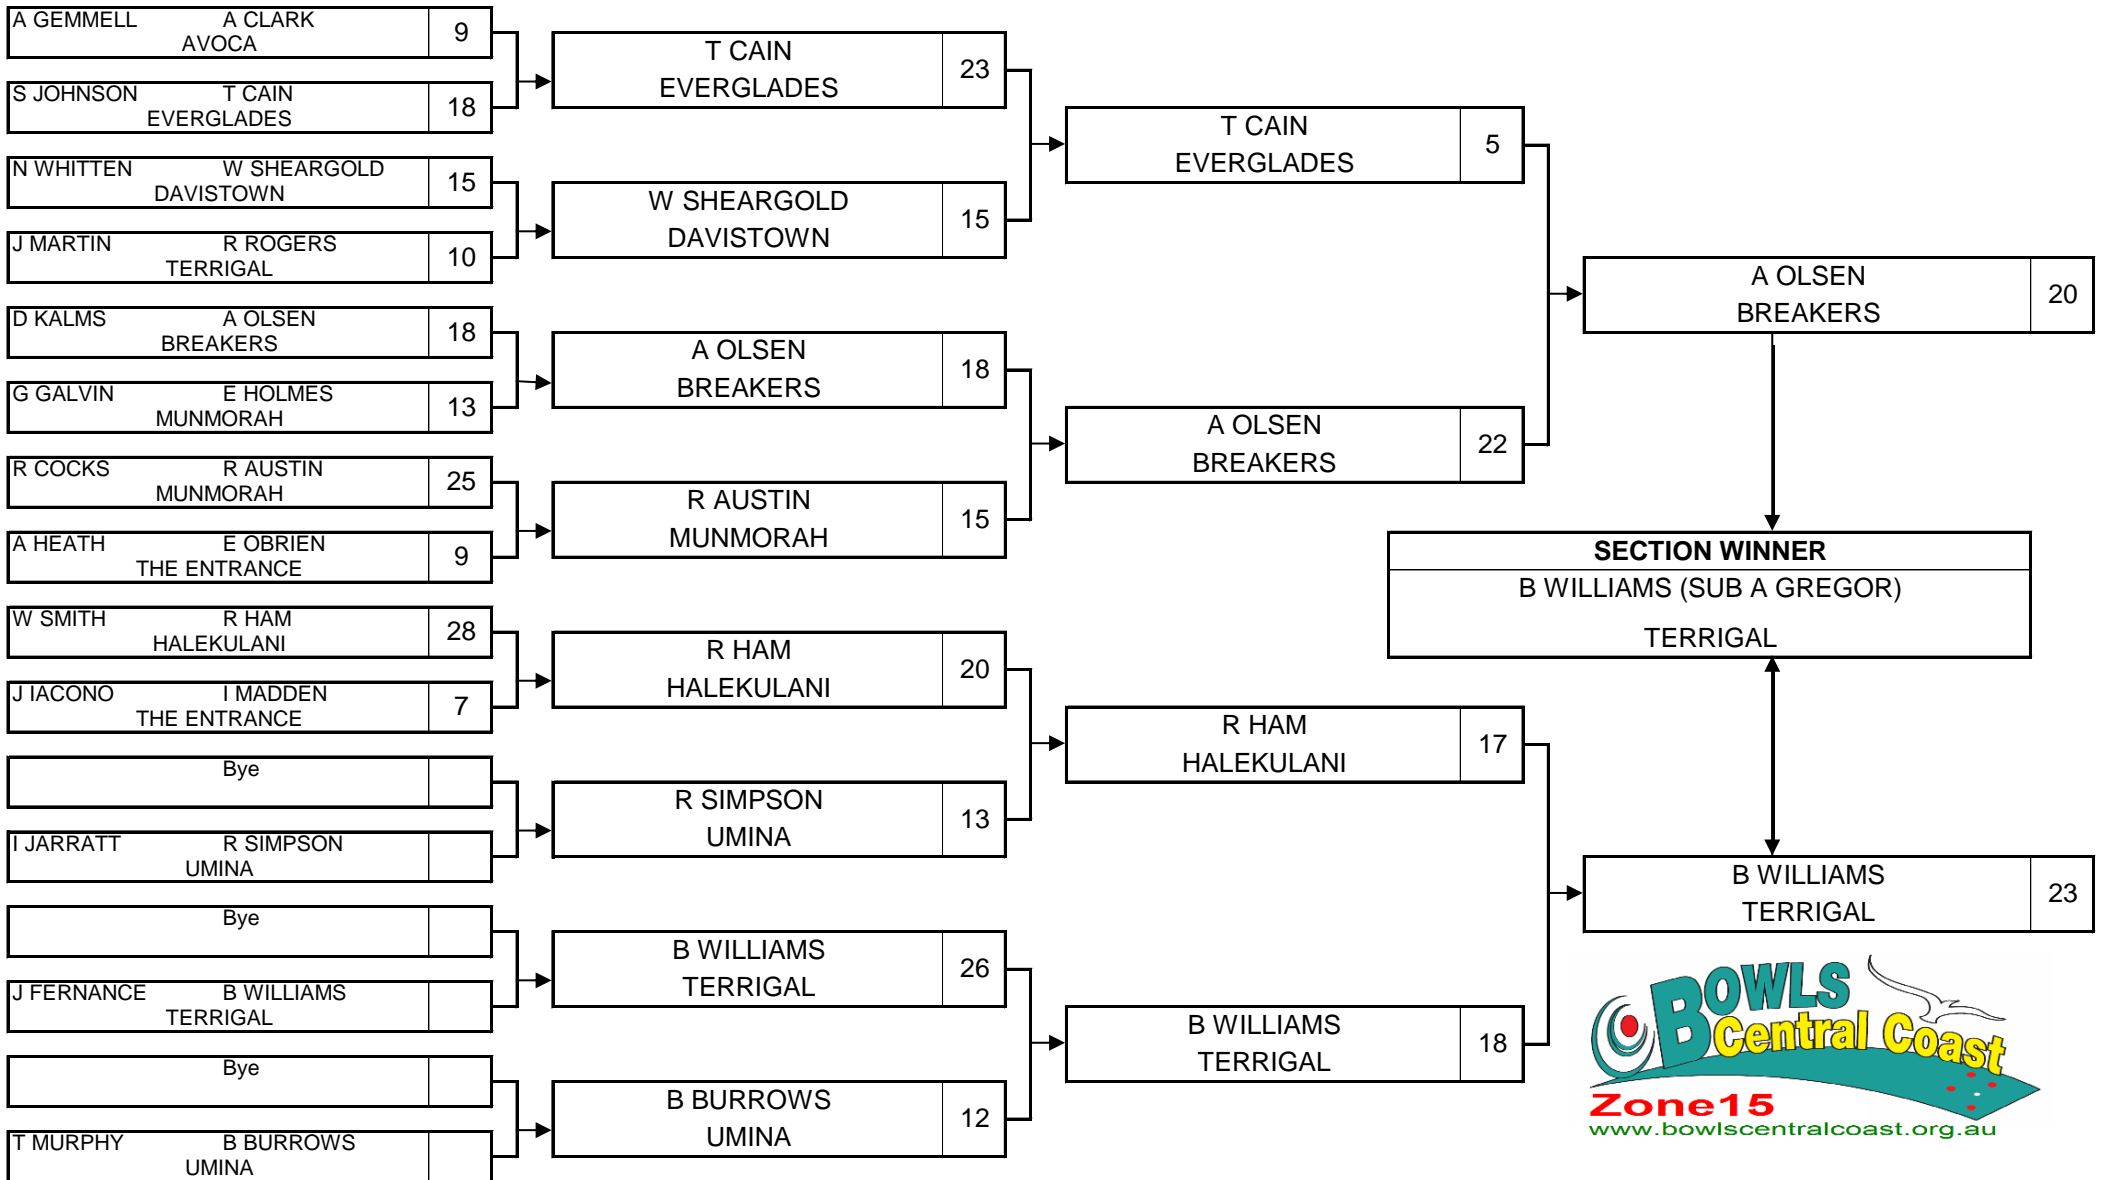 A GEMMELL A CLARK
AVOCA
9
S JOHNSON T CAIN
EVERGLADES
18
N WHITTEN W SHEARGOLD
DAVISTOWN
15
J MARTIN R ROGERS
TERRIGAL
10
D KALMS A OLSEN
BREAKERS
18
G GALVIN E HOLMES
MUNMORAH
13
R COCKS R AUSTIN
MUNMORAH
25
A HEATH E OBRIEN
THE ENTRANCE
9
W SMITH R HAM
HALEKULANI
28
J IACONO I MADDEN
THE ENTRANCE
7
Bye
I JARRATT R SIMPSON
UMINA
Bye
J FERNANCE B WILLIAMS
TERRIGAL
Bye
T MURPHY B BURROWS
UMINA
T CAIN
EVERGLADES
23
W SHEARGOLD
DAVISTOWN
15
A OLSEN
BREAKERS
18
R AUSTIN
MUNMORAH
15
R HAM
HALEKULANI
20
R SIMPSON
UMINA
13
B WILLIAMS
TERRIGAL
26
B BURROWS
UMINA
12
T CAIN
EVERGLADES
5
A OLSEN
BREAKERS
22
R HAM
HALEKULANI
17
B WILLIAMS
TERRIGAL
18
A OLSEN
BREAKERS
20
SECTION WINNER
B WILLIAMS (SUB A GREGOR)
TERRIGAL
B WILLIAMS
TERRIGAL
23
BOWLS
Central Coast
Zone15
www.bowlscentralcoast.org.au